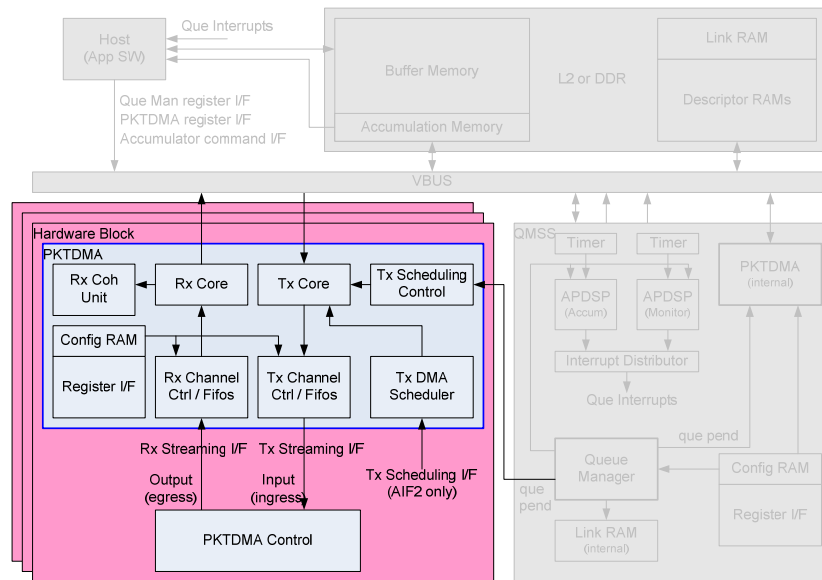 Que Interrupts
Host
(App SW)
Buffer Memory
Accumulation Memory
L2 or DDR
Link RAM
Descriptor RAMs
Que Man register I/F
PKTDMA register I/F
Accumulator command I/F
VBUS
Hardware Block
PKTDMA
Rx Coh
Unit
Rx Core
Tx Core
Tx Scheduling
Control
Config RAM
Register I/F
Rx Channel
Ctrl / Fifos
Tx Channel
Ctrl / Fifos
Tx DMA
Scheduler
Rx Streaming I/F
Tx Streaming I/F
Output
(egress)
Input
(ingress)
Tx Scheduling I/F
(AIF2 only)
PKTDMA Control
QMSS
Timer
Timer
APDSP
(Accum)
APDSP
(Monitor)
PKTDMA
(internal)
Interrupt Distributor
Que Interrupts
que pend
Queue
Manager
que
pend
Config RAM
Register I/F
Link RAM
(internal)